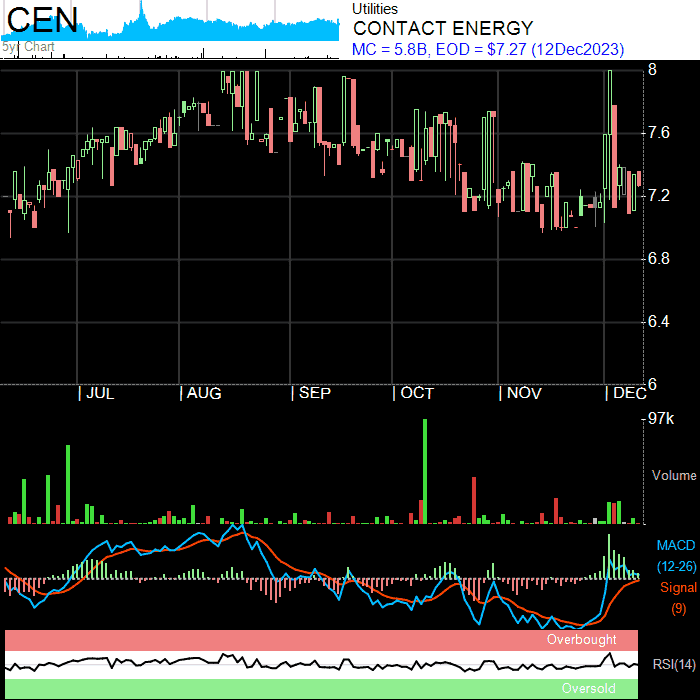 CEN
5yr Chart
Utilities
CONTACT ENERGY
MC = 5.8B, EOD = $7.27 (12Dec2023)
8
7.6
7.2
6.8
6.4
6
| JUL | AUG | SEP | OCT | NOV | DEC
97k
Volume
MACD
(12-26)
Signal
(9)
Overbought
RSI(14)
Oversold